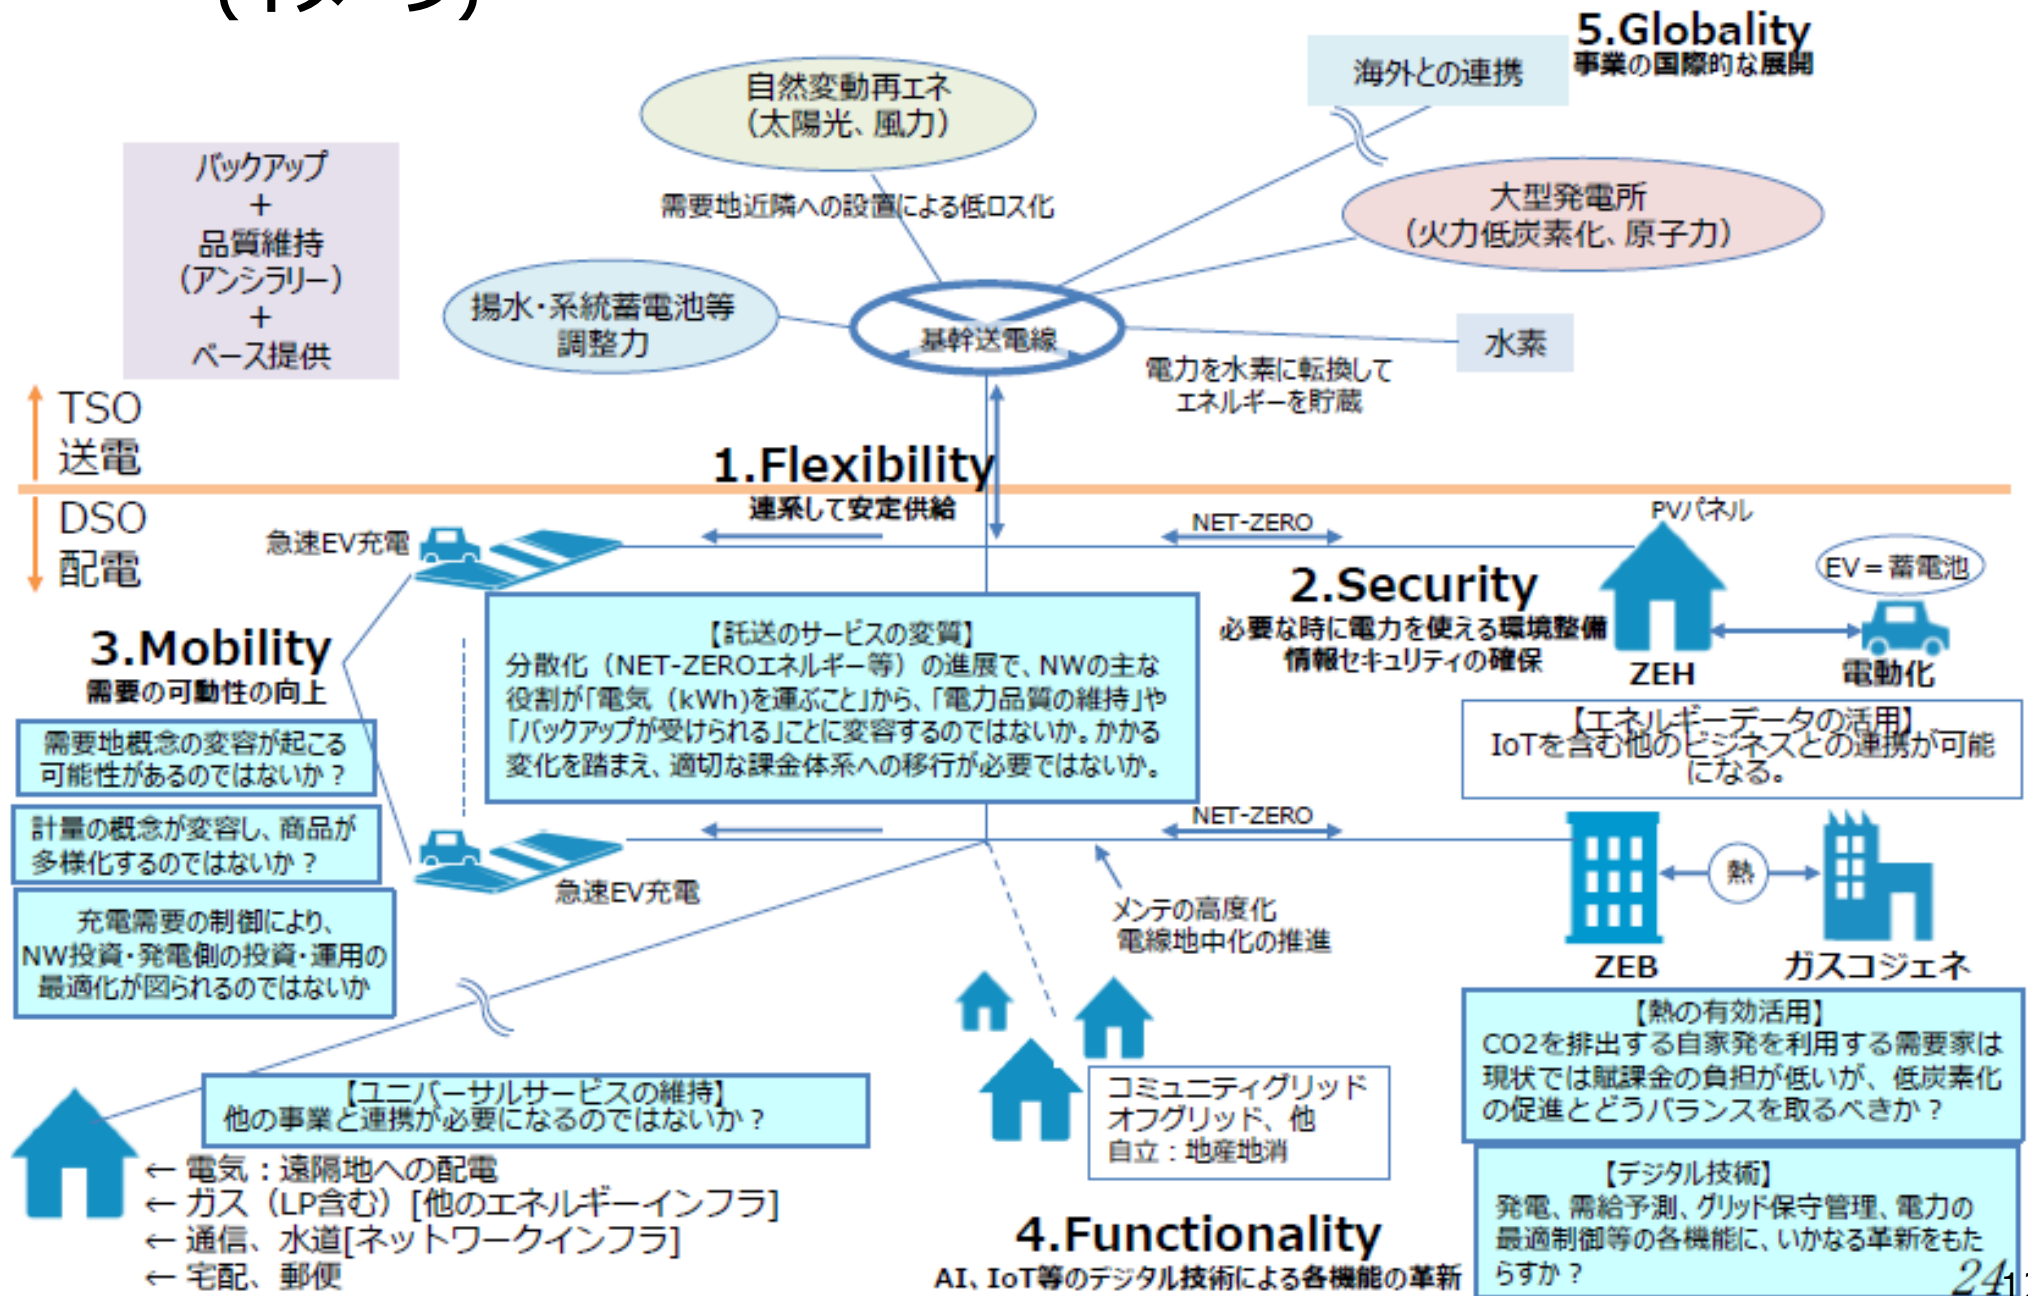 (イメージ)
5.Globality
事業の国際的な展開
海外との連携
自然変動再エネ
（太陽光、風力）
バックアップ
+
品質維持
（アンシラリー）
+
ベース提供
需要地近隣への設置による低ロス化
大型発電所
（火力低炭素化、原子力）
揚水・系統蓄電池等
調整力
基幹送電線
水素
電力を水素に転換して
エネルギーを貯蔵
TSO
送電
1.Flexibility
連系して安定供給
DSO
配電
急速EV充電
NET-ZERO
PVパネル
EV＝蓄電池
2.Security
必要な時に電力を使える環境整備
情報セキュリティの確保
ZEH
電動化
3.Mobility
需要の可動性の向上
【託送のサービスの変質】
分散化（NET-ZEROエネルギー等）の進展で、NWの主な
役割が「電気（kWh)を運ぶこと」から、「電力品質の維持」や
「バックアップが受けられる」ことに変容するのではないか。かかる
変化を踏まえ、適切な課金体系への移行が必要ではないか。
需要地概念の変容が起こる
可能性があるのではないか？
計量の概念が変容し、商品が
多様化するのではないか？
充電需要の制御により、
NW投資・発電側の投資・運用の
最適化が図られるのではないか
【エネルギーデータの活用】
IoTを含む他のビジネスとの連携が可能
になる。
NET-ZERO
急速EV充電
メンテの高度化
電線地中化の推進
熱
ZEB
ガスコジェネ
【熱の有効活用】
CO2を排出する自家発を利用する需要家は
現状では賦課金の負担が低いが、低炭素化
の促進とどうバランスを取るべきか？
【ユニバーサルサービスの維持】
他の事業と連携が必要になるのではないか？
← 電気：遠隔地への配電
← ガス（LP含む）[他のエネルギーインフラ]
← 通信、水道[ネットワークインフラ]
← 宅配、郵便
コミュニティグリッド
オフグリッド、他
自立：地産地消
4.Functionality
AI、IoT等のデジタル技術による各機能の革新
【デジタル技術】
発電、需給予測、グリッド保守管理、電力の
最適制御等の各機能に、いかなる革新をもた
らすか？
24